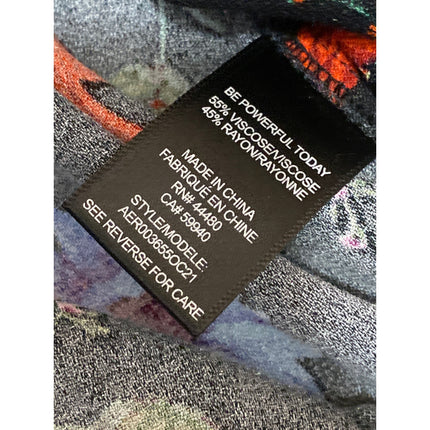 BE POWERFUL TODAY
55% VISCOSE/VISCOSE
45% RAYON/RAYONNE
MADE IN CHINA
FABRIQUÉ EN CHINE
RN# 44480
CA# 59940
STYLE/MODELE:
AER003655OC21
SEE REVERSE FOR CARE